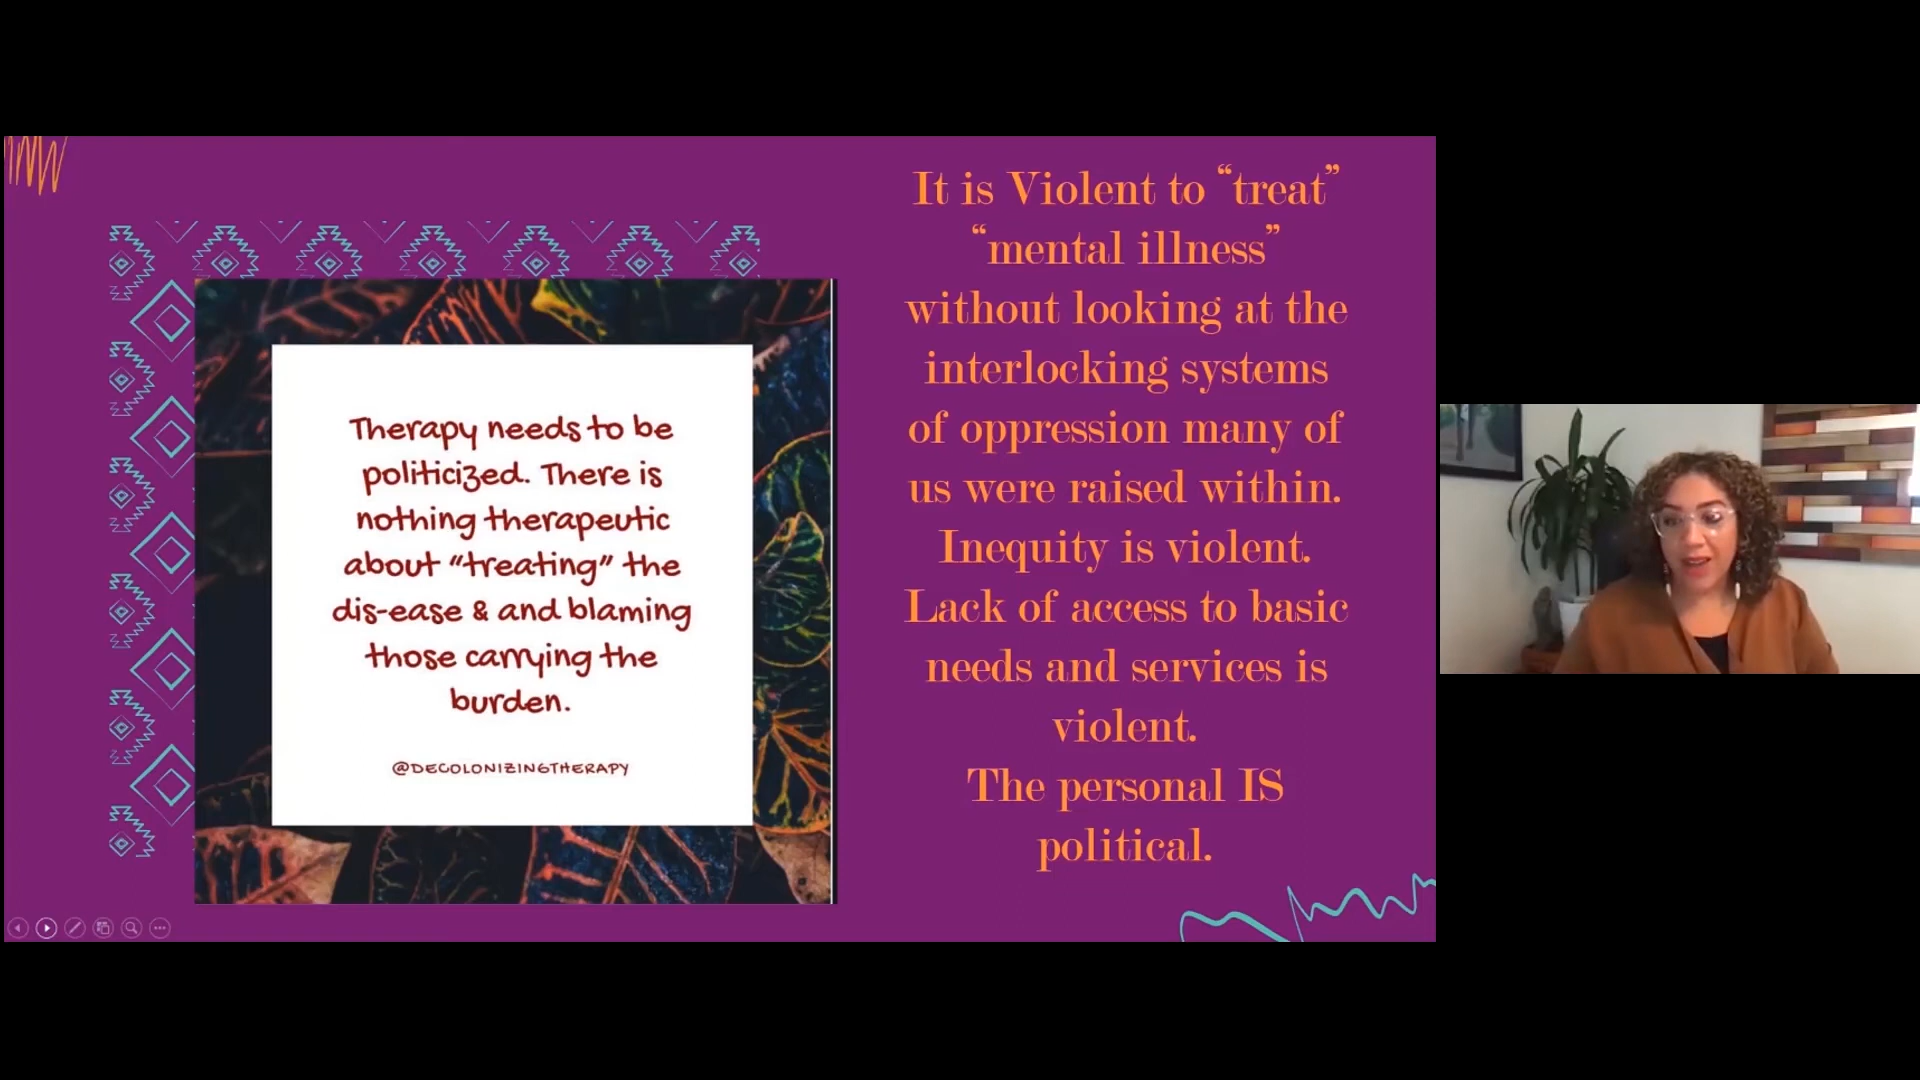 Therapy needs to be
politicized. There is
nothing therapeutic
about “treating” the
dis-ease & and blaming
those carrying the
burden.
@DECOLONIZINGTHERAPY
It is Violent to “treat”
“mental illness”
without looking at the
interlocking systems
of oppression many of
us were raised within.
Inequity is violent.
Lack of access to basic
needs and services is
violent.
The personal IS
political.